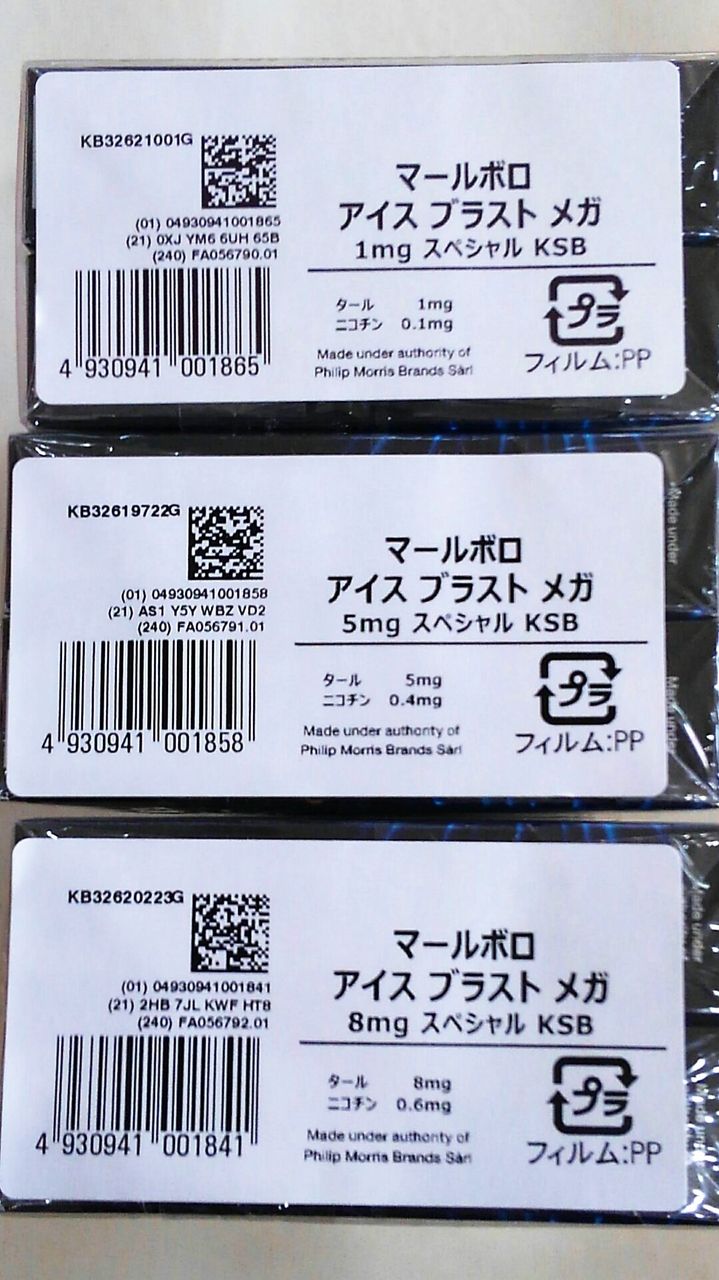 KB32621001G
(01) 04930941001865
(21) 0XJ YM6 6UH 65B
(240) FA056790.01
4 930941 001865
マールボロ
アイス ブラスト メガ
1mg スペシャル KSB
タール 1mg
ニコチン 0.1mg
Made under authority of
Philip Morris Brands Sàrl
プラ
フィルム:PP
KB32619722G
(01) 04930941001858
(21) AS1 Y5Y WBZ VD2
(240) FA056791.01
4 930941 001858
マールボロ
アイス ブラスト メガ
5mg スペシャル KSB
タール 5mg
ニコチン 0.4mg
Made under authority of
Philip Morris Brands Sàrl
プラ
フィルム:PP
Made under
Made under
KB32620223G
(01) 04930941001841
(21) 2HB 7JL KWF HT8
(240) FA056792.01
4 930941 001841
マールボロ
アイス ブラスト メガ
8mg スペシャル KSB
タール 8mg
ニコチン 0.6mg
Made under authority of
Philip Morris Brands Sàrl
プラ
フィルム:PP
Made under